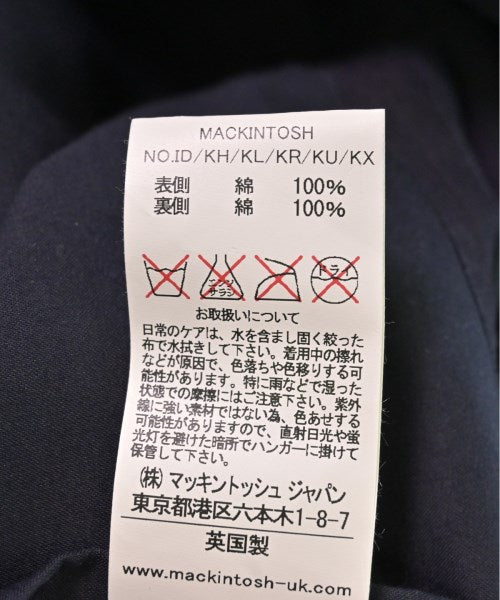 MACKINTOSH
NO.ID/KH/KL/KR/KU/KX
表側 綿 100%
裏側 綿 100%
エンソ サラシ ドライ
お取扱いについて
日常のケアは、水を含まし固く絞った
布で水拭きして下さい。着用中の擦れ
などが原因で、色落ちや色移りする可
能性があります。特に雨などで湿った
状態での摩擦にはご注意下さい。紫外
線に強い素材ではない為、色あせする
可能性がありますので、直射日光や蛍
光灯を避けた暗所でハンガーに掛けて
保管して下さい。
(株) マッキントッシュ ジャパン
東京都港区六本木1-8-7
英国製
www.mackintosh-uk.com